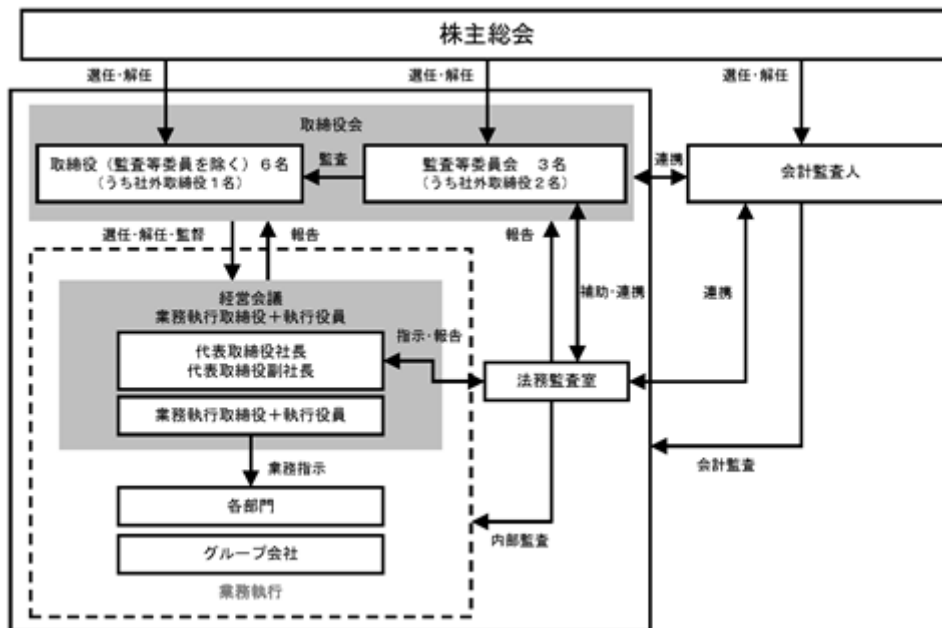 株主総会
選任・解任
選任・解任
選任・解任
取締役会
取締役（監査等委員を除く）６名
（うち社外取締役１名）
監査
監査等委員会　３名
（うち社外取締役２名）
連携
会計監査人
選任・解任・監督
報告
報告
補助・連携
連携
経営会議
業務執行取締役＋執行役員
代表取締役社長
代表取締役副社長
指示・報告
法務監査室
業務執行取締役＋執行役員
業務指示
会計監査
各部門
内部監査
グループ会社
業務執行